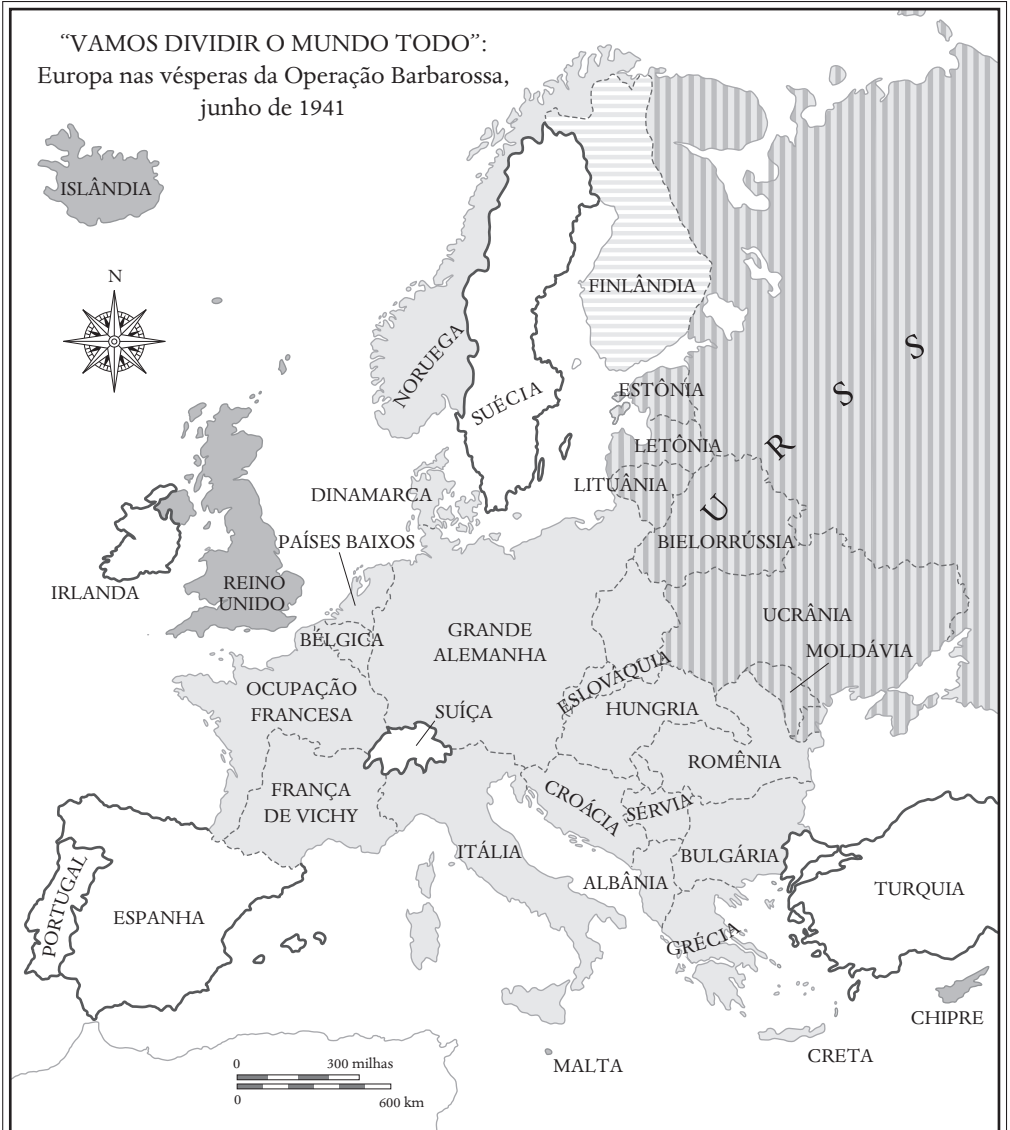 “VAMOS DIVIDIR O MUNDO TODO”:
Europa nas vésperas da Operação Barbarossa,
junho de 1941
ISLÂNDIA
N
FINLÂNDIA
NORUEGA
SUÉCIA
U R S S
ESTÔNIA
LETÔNIA
LITUÂNIA
DINAMARCA
PAÍSES BAIXOS
BIELORRÚSSIA
IRLANDA
REINO
UNIDO
BÉLGICA
GRANDE
ALEMANHA
UCRÂNIA
MOLDÁVIA
ESLOVÁQUIA
OCUPAÇÃO
FRANCESA
SUÍÇA
HUNGRIA
ROMÊNIA
FRANÇA
DE VICHY
CROÁCIA
SÉRVIA
ITÁLIA
BULGÁRIA
ALBÂNIA
PORTUGAL
ESPANHA
TURQUIA
GRÉCIA
CHIPRE
CRETA
MALTA
0 300 milhas
0 600 km